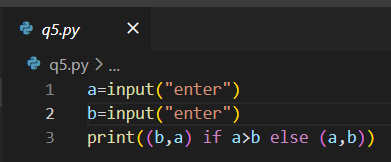 q5.py ×
q5.py > ...
1 a=input("enter")
2 b=input("enter")
3 print((b,a) if a>b else (a,b))